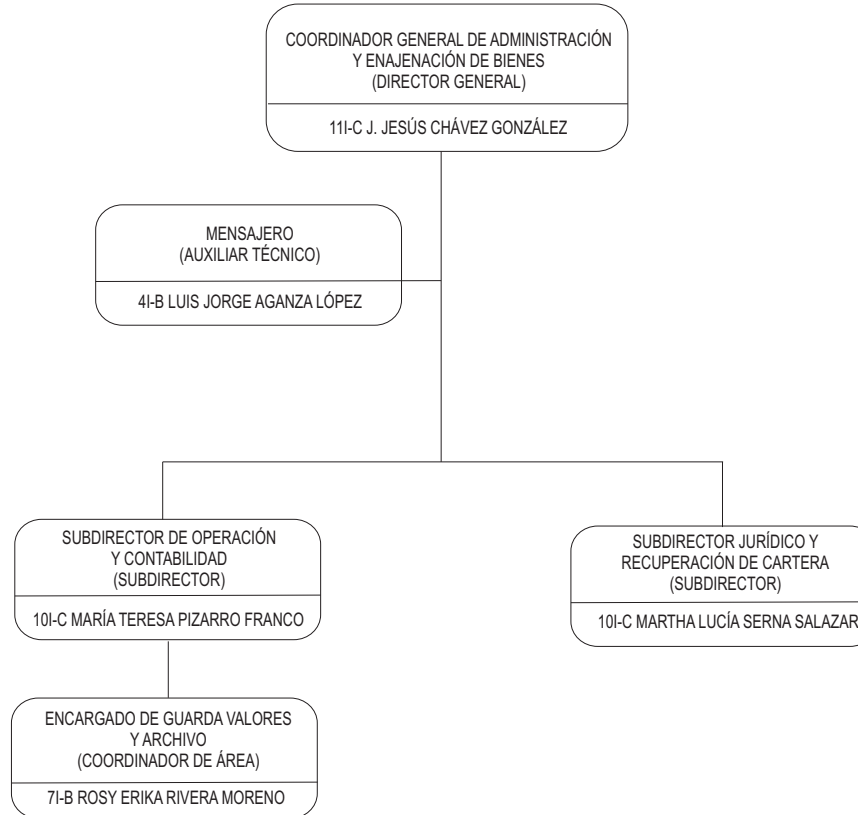 COORDINADOR GENERAL DE ADMINISTRACIÓN
Y ENAJENACIÓN DE BIENES
(DIRECTOR GENERAL)
11I-C J. JESÚS CHÁVEZ GONZÁLEZ
MENSAJERO
(AUXILIAR TÉCNICO)
4I-B LUIS JORGE AGANZA LÓPEZ
SUBDIRECTOR DE OPERACIÓN
Y CONTABILIDAD
(SUBDIRECTOR)
10I-C MARÍA TERESA PIZARRO FRANCO
SUBDIRECTOR JURÍDICO Y
RECUPERACIÓN DE CARTERA
(SUBDIRECTOR)
10I-C MARTHA LUCÍA SERNA SALAZAR
ENCARGADO DE GUARDA VALORES
Y ARCHIVO
(COORDINADOR DE ÁREA)
7I-B ROSY ERIKA RIVERA MORENO